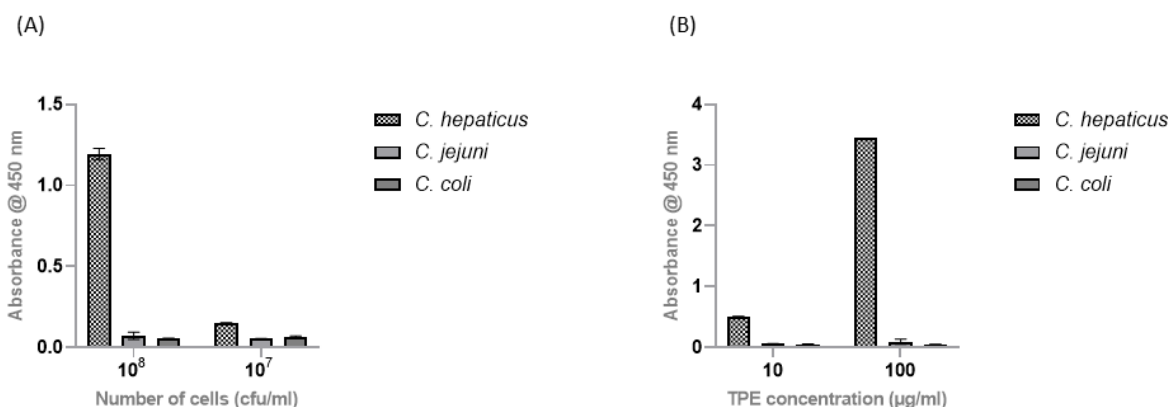 (A)
Absorbance @ 450 nm
1.5
1.0
0.5
0.0
10⁸
10⁷
Number of cells (cfu/ml)
C. hepaticus
C. jejuni
C. coli
(B)
Absorbance @ 450 nm
4
3
2
1
0
10
100
TPE concentration (µg/ml)
C. hepaticus
C. jejuni
C. coli